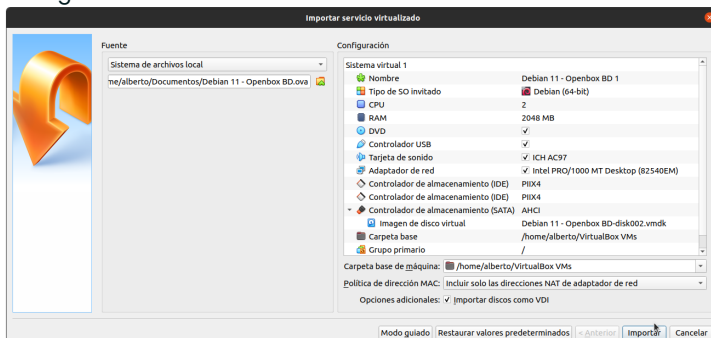 Importar servicio virtualizado
Fuente
Sistema de archivos local
me/alberto/Documentos/Debian 11 - Openbox BD.ova
Configuración
Sistema virtual 1
Nombre Debian 11 - Openbox BD 1
Tipo de SO invitado Debian (64-bit)
CPU 2
RAM 2048 MB
DVD
Controlador USB
Tarjeta de sonido ICH AC97
Adaptador de red Intel PRO/1000 MT Desktop (82540EM)
Controlador de almacenamiento (IDE) PIIX4
Controlador de almacenamiento (IDE) PIIX4
Controlador de almacenamiento (SATA) AHCI
Imagen de disco virtual Debian 11 - Openbox BD-disk002.vmdk
Carpeta base /home/alberto/VirtualBox VMs
Grupo primario /
Carpeta base de máquina: /home/alberto/VirtualBox VMs
Política de dirección MAC: Incluir solo las direcciones NAT de adaptador de red
Opciones adicionales: Importar discos como VDI
Modo guiado Restaurar valores predeterminados < Anterior Importar Cancelar